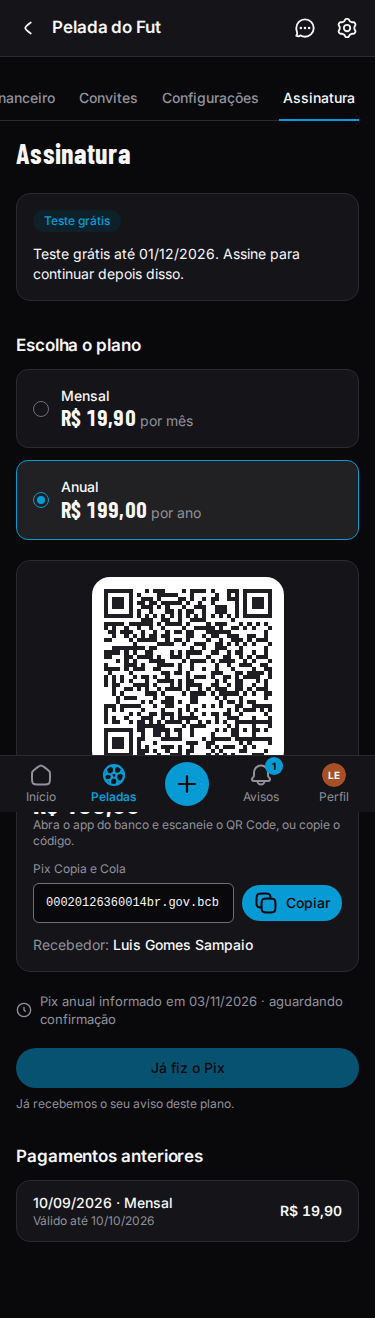 Pelada do Fut
nanceiro Convites Configurações Assinatura
Assinatura
Teste grátis
Teste grátis até 01/12/2026. Assine para
continuar depois disso.
Escolha o plano
Mensal
R$ 19,90 por mês
Anual
R$ 199,00 por ano
1
LE
Início Peladas Avisos Perfil
Abra o app do banco e escaneie o QR Code, ou copie o
código.
Pix Copia e Cola
00020126360014br.gov.bcb Copiar
Recebedor: Luis Gomes Sampaio
Pix anual informado em 03/11/2026 · aguardando
confirmação
Já fiz o Pix
Já recebemos o seu aviso deste plano.
Pagamentos anteriores
10/09/2026 · Mensal
Válido até 10/10/2026
R$ 19,90